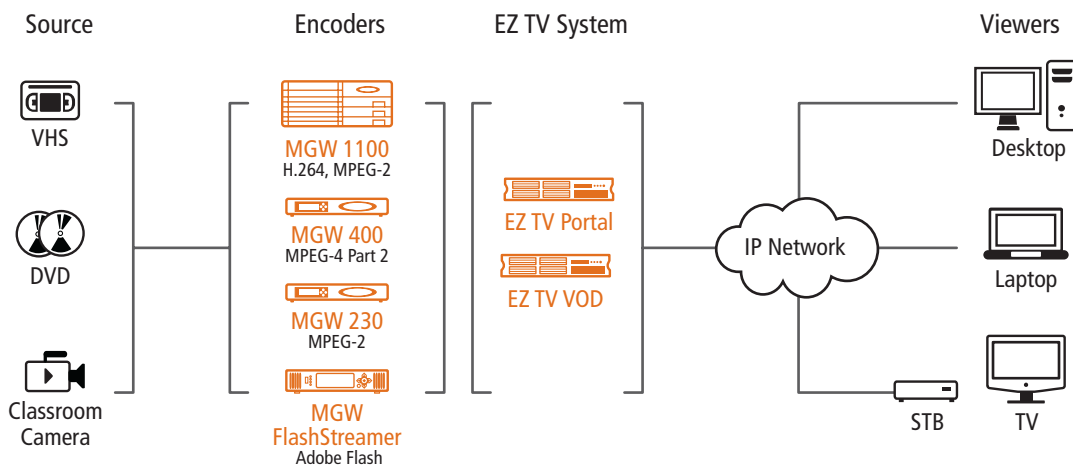 Source
Encoders
EZ TV System
Viewers
VHS
DVD
Classroom
Camera
MGW 1100
H.264, MPEG-2
MGW 400
MPEG-4 Part 2
MGW 230
MPEG-2
MGW
FlashStreamer
Adobe Flash
EZ TV Portal
EZ TV VOD
IP Network
Desktop
Laptop
STB
TV